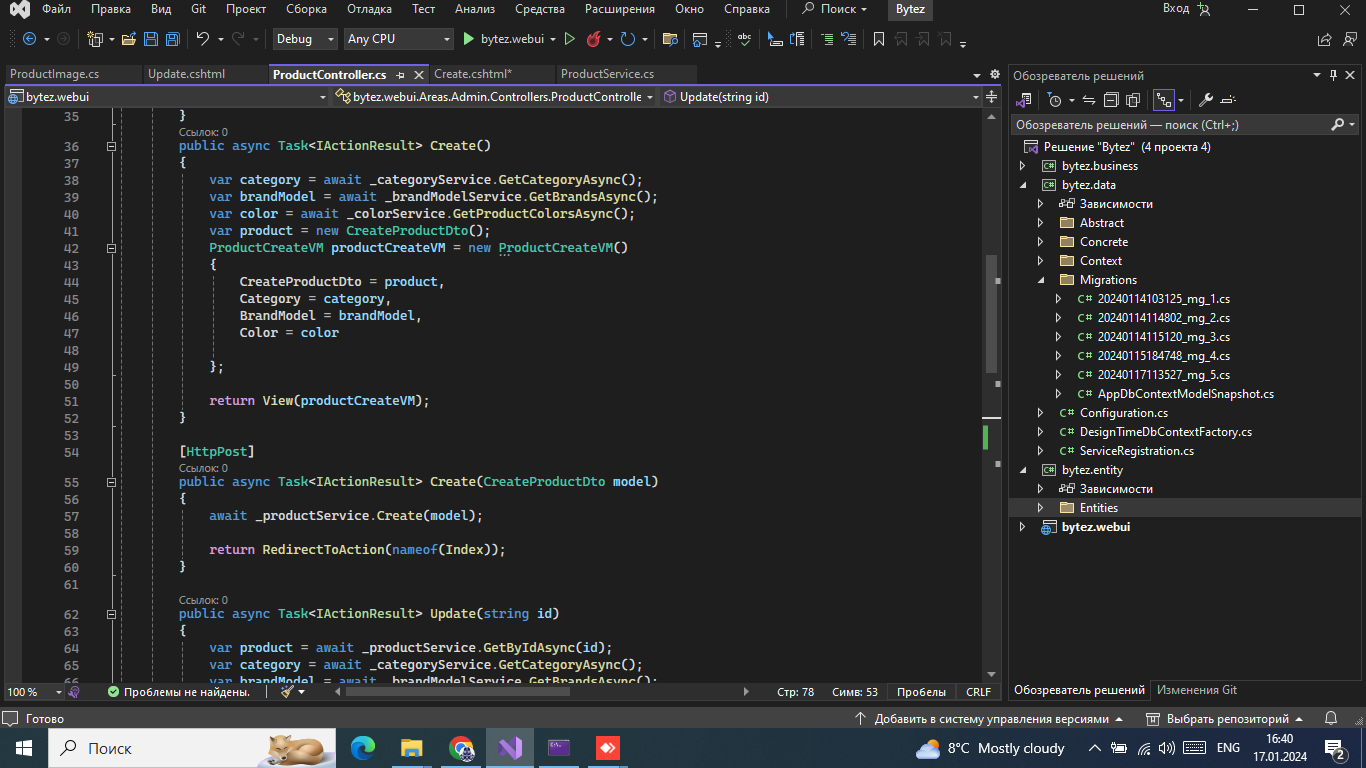 Файл Правка Вид Git Проект Сборка Отладка Тест Анализ Средства Расширения Окно Справка Поиск Bytez Вход
Debug Any CPU bytez.webui
ProductImage.cs Update.cshtml ProductController.cs Create.cshtml* ProductService.cs
bytez.webui bytez.webui.Areas.Admin.Controllers.ProductControlle Update(string id)
35 }
Ссылок: 0
36 public async Task<IActionResult> Create()
37 {
38 var category = await _categoryService.GetCategoryAsync();
39 var brandModel = await _brandModelService.GetBrandsAsync();
40 var color = await _colorService.GetProductColorsAsync();
41 var product = new CreateProductDto();
42 ProductCreateVM productCreateVM = new ProductCreateVM()
43 {
44 CreateProductDto = product,
45 Category = category,
46 BrandModel = brandModel,
47 Color = color
48
49 };
50
51 return View(productCreateVM);
52 }
53
54 [HttpPost]
Ссылок: 0
55 public async Task<IActionResult> Create(CreateProductDto model)
56 {
57 await _productService.Create(model);
58
59 return RedirectToAction(nameof(Index));
60 }
61
Ссылок: 0
62 public async Task<IActionResult> Update(string id)
63 {
64 var product = await _productService.GetByIdAsync(id);
65 var category = await _categoryService.GetCategoryAsync();
66 var brandModel = await _brandModelService.GetBrandsAsync();
100 % Проблемы не найдены. Стр: 78 Симв: 53 Пробелы CRLF
Обозреватель решений
Обозреватель решений — поиск (Ctrl+;)
Решение "Bytez" (4 проекта 4)
C# bytez.business
C# bytez.data
Зависимости
Abstract
Concrete
Context
Migrations
C# 20240114103125_mg_1.cs
C# 20240114114802_mg_2.cs
C# 20240114115120_mg_3.cs
C# 20240115184748_mg_4.cs
C# 20240117113527_mg_5.cs
C# AppDbContextModelSnapshot.cs
C# Configuration.cs
C# DesignTimeDbContextFactory.cs
C# ServiceRegistration.cs
C# bytez.entity
Зависимости
Entities
bytez.webui
Обозреватель решений Изменения Git
Готово Добавить в систему управления версиями Выбрать репозиторий
Поиск 8°C Mostly cloudy ENG 16:40
17.01.2024 2